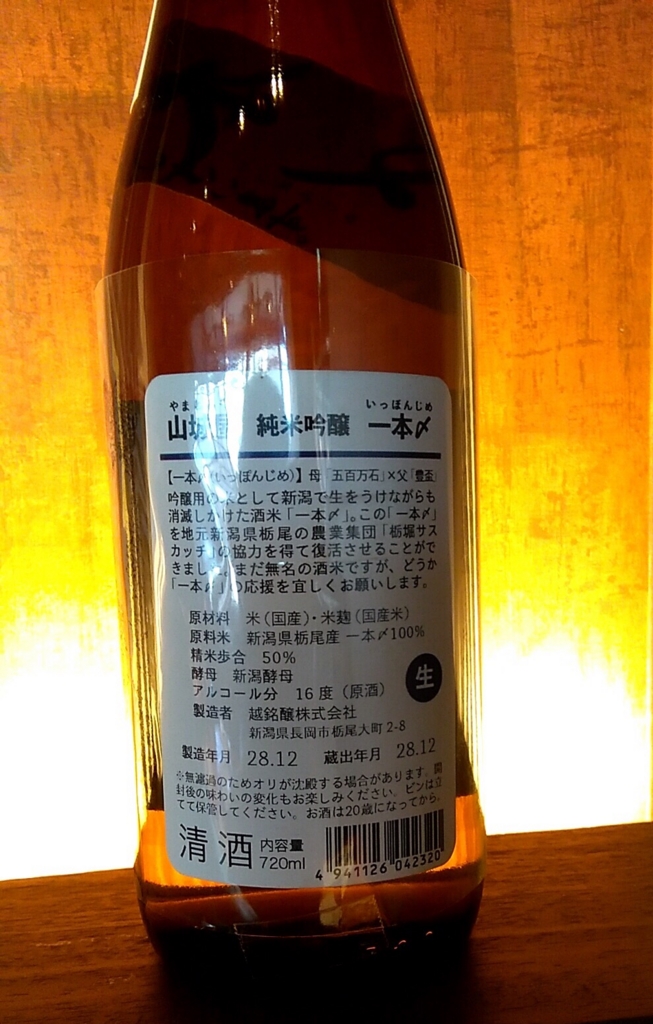 やま いっぽんじめ
山城屋 純米吟醸 一本〆
【一本〆(いっぽんじめ)】母「五百万石」×父「豊盃」
吟醸用の米として新潟で生をうけながらも
消滅しかけた酒米「一本〆」。この「一本〆」
を地元新潟県栃尾の農業集団「栃堀サス
カッチ」の協力を得て復活させることがで
きました。まだ無名の酒米ですが、どうか
「一本〆」の応援を宜しくお願いします。
原材料 米(国産)・米麹(国産米)
原料米 新潟県栃尾産 一本〆100%
精米歩合 50%
酵母 新潟酵母
アルコール分 16度(原酒)
生
製造者 越銘醸株式会社
新潟県長岡市栃尾大町2-8
製造年月 28.12 蔵出年月 28.12
※無濾過のためオリが沈殿する場合があります。開
封後の味わいの変化もお楽しみください。ビンは立
てて保管してください。お酒は20歳になってから。
清酒 内容量
720ml
4 941126 042320